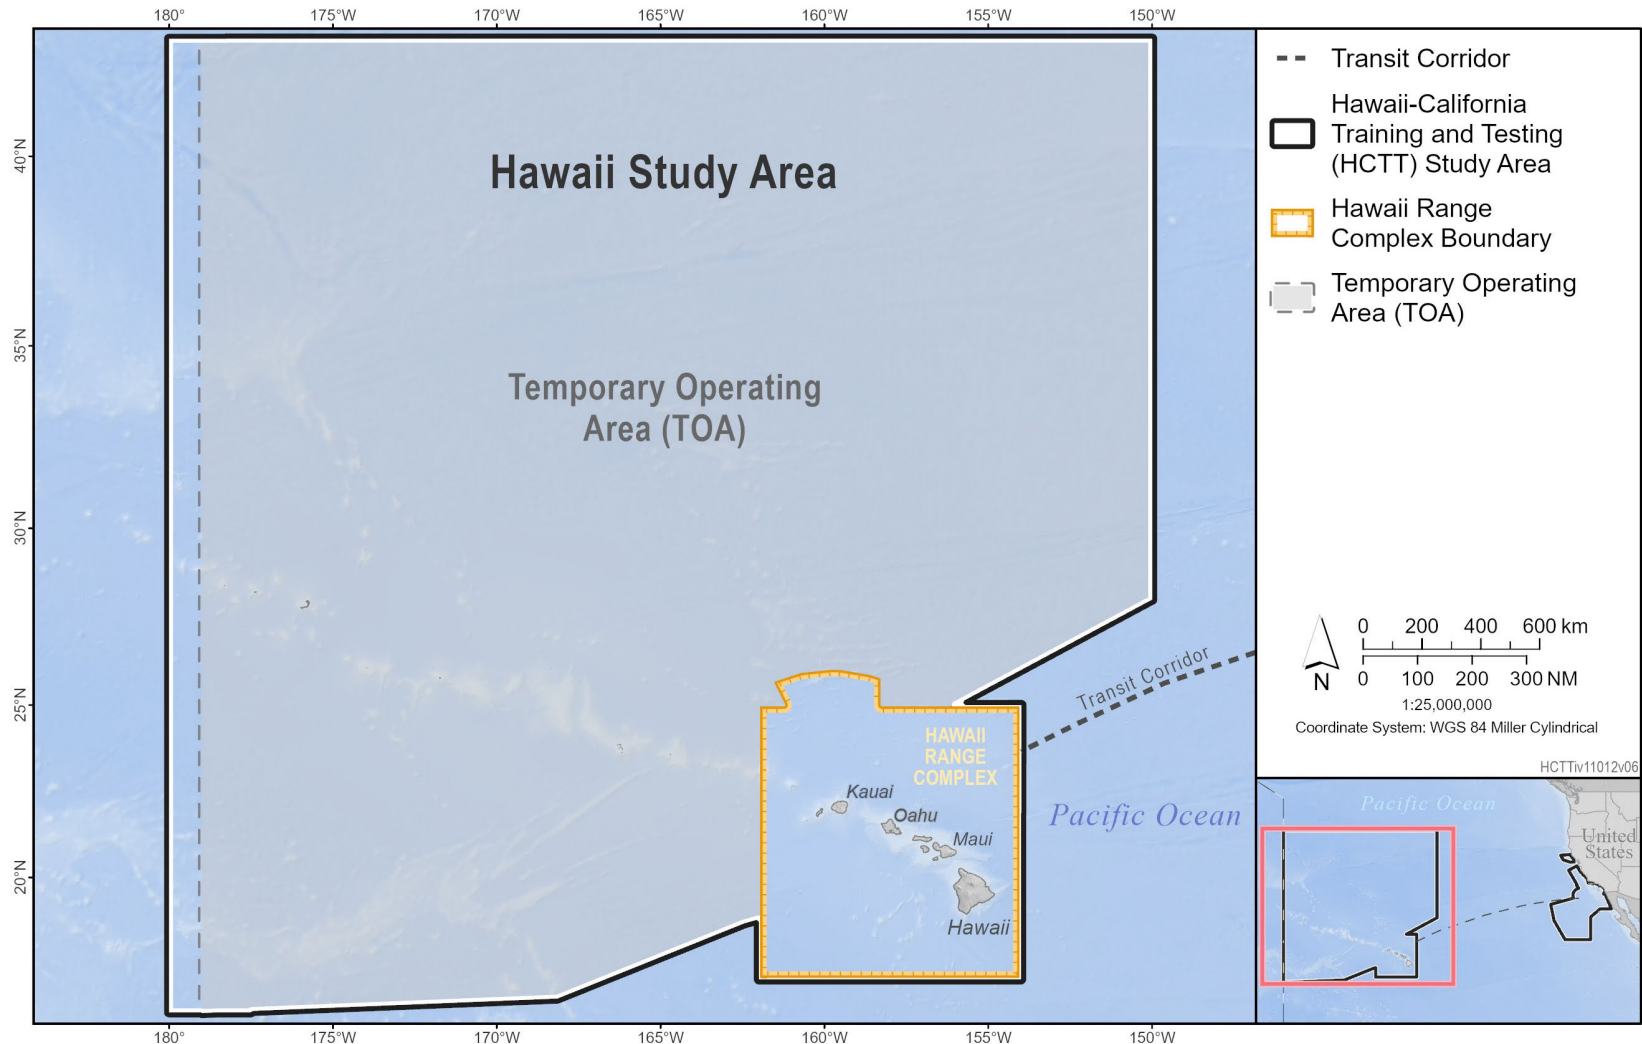 180° 175°W 170°W 165°W 160°W 155°W 150°W
40°N
35°N
30°N
25°N
20°N
Hawaii Study Area
Temporary Operating
Area (TOA)
HAWAII
RANGE
COMPLEX
Kauai
Oahu
Maui
Hawaii
Transit Corridor
Pacific Ocean
180° 175°W 170°W 165°W 160°W 155°W 150°W
Transit Corridor
Hawaii-California
Training and Testing
(HCTT) Study Area
Hawaii Range
Complex Boundary
Temporary Operating
Area (TOA)
N
0 200 400 600 km
0 100 200 300 NM
1:25,000,000
Coordinate System: WGS 84 Miller Cylindrical
HCTTiv11012v06
Pacific Ocean
United
States